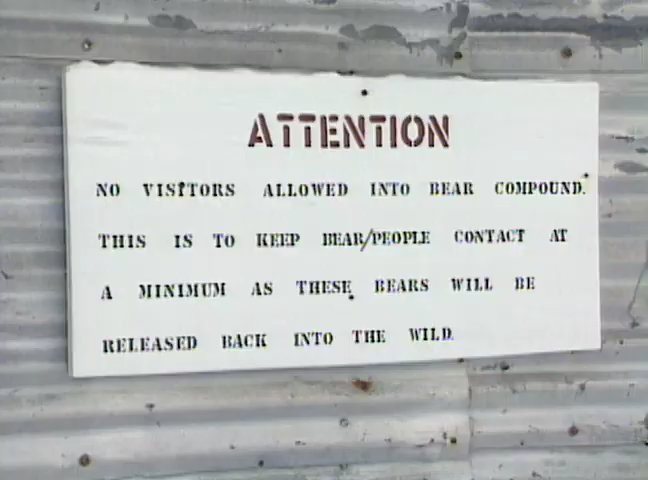 ATTENTION
NO VISITORS ALLOWED INTO BEAR COMPOUND.
THIS IS TO KEEP BEAR/PEOPLE CONTACT AT
A MINIMUM AS THESE BEARS WILL BE
RELEASED BACK INTO THE WILD.